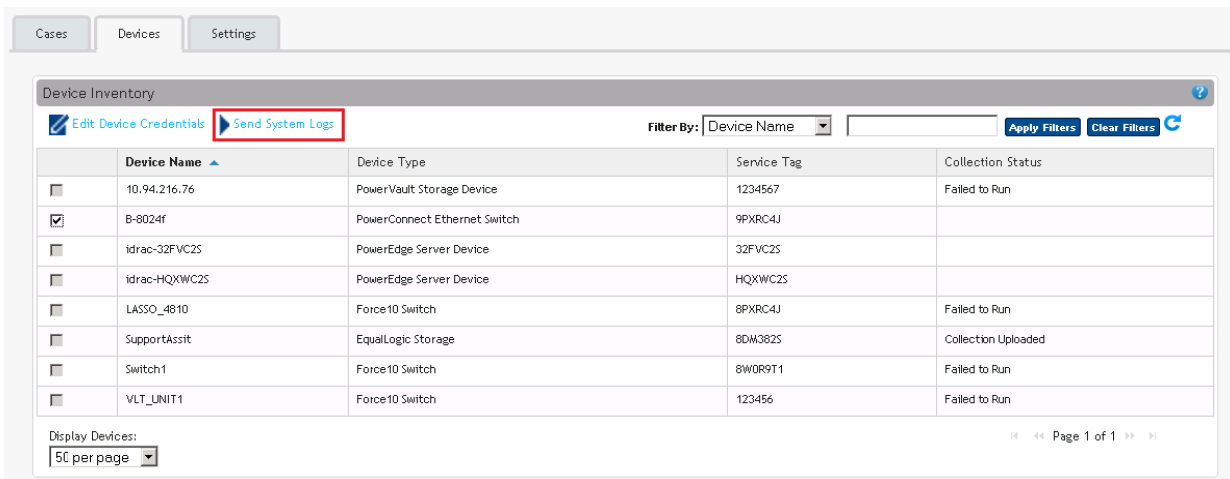 Cases Devices Settings
Device Inventory ?
Edit Device Credentials Send System Logs Filter By: Device Name Apply Filters Clear Filters
Device Name Device Type Service Tag Collection Status
10.94.216.76 PowerVault Storage Device 1234567 Failed to Run
B-8024f PowerConnect Ethernet Switch 9PXRC4J
idrac-32FVC2S PowerEdge Server Device 32FVC2S
idrac-HQXWC2S PowerEdge Server Device HQXWC2S
LASSO_4810 Force10 Switch 8PXRC4J Failed to Run
SupportAssit EqualLogic Storage 8DM382S Collection Uploaded
Switch1 Force10 Switch 8W0R9T1 Failed to Run
VLT_UNIT1 Force10 Switch 123456 Failed to Run
Display Devices: Page 1 of 1
50 per page